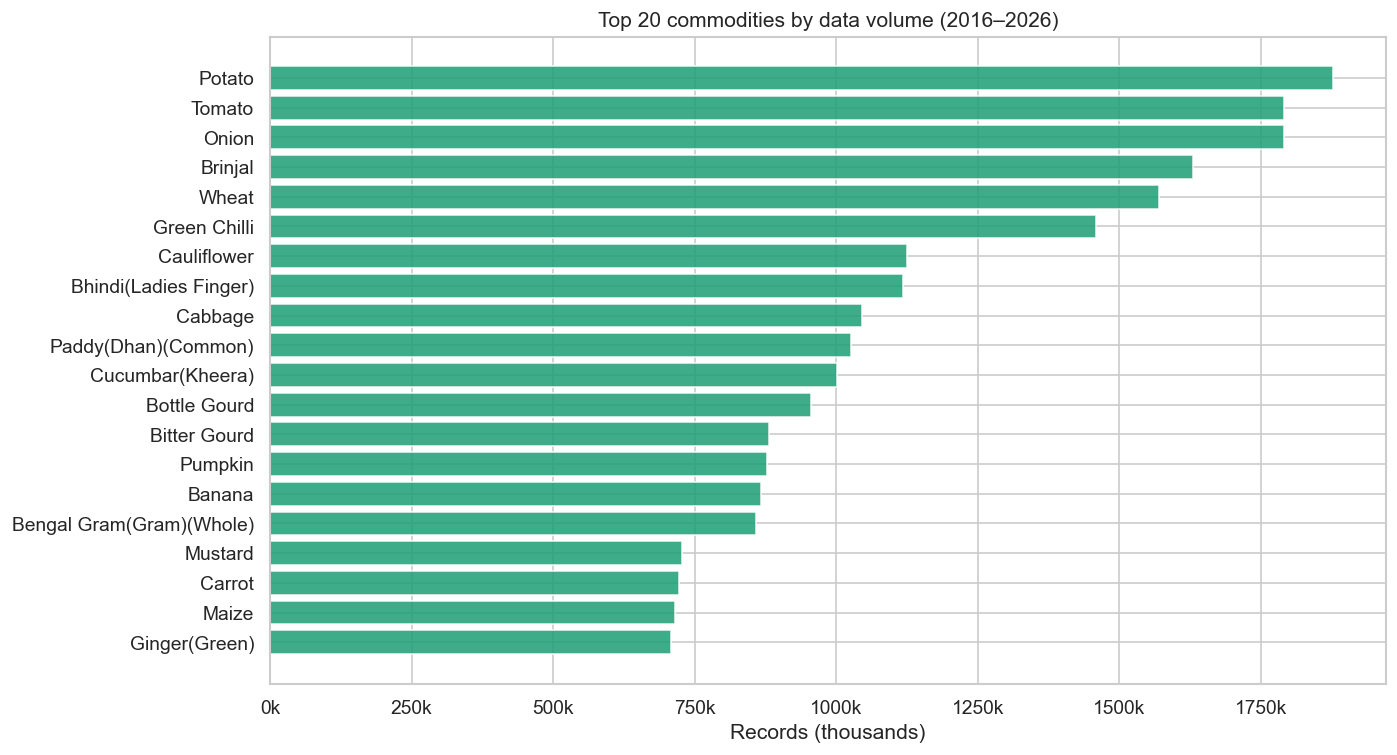 Top 20 commodities by data volume (2016–2026)
Potato
Tomato
Onion
Brinjal
Wheat
Green Chilli
Cauliflower
Bhindi(Ladies Finger)
Cabbage
Paddy(Dhan)(Common)
Cucumbar(Kheera)
Bottle Gourd
Bitter Gourd
Pumpkin
Banana
Bengal Gram(Gram)(Whole)
Mustard
Carrot
Maize
Ginger(Green)
0k 250k 500k 750k 1000k 1250k 1500k 1750k
Records (thousands)